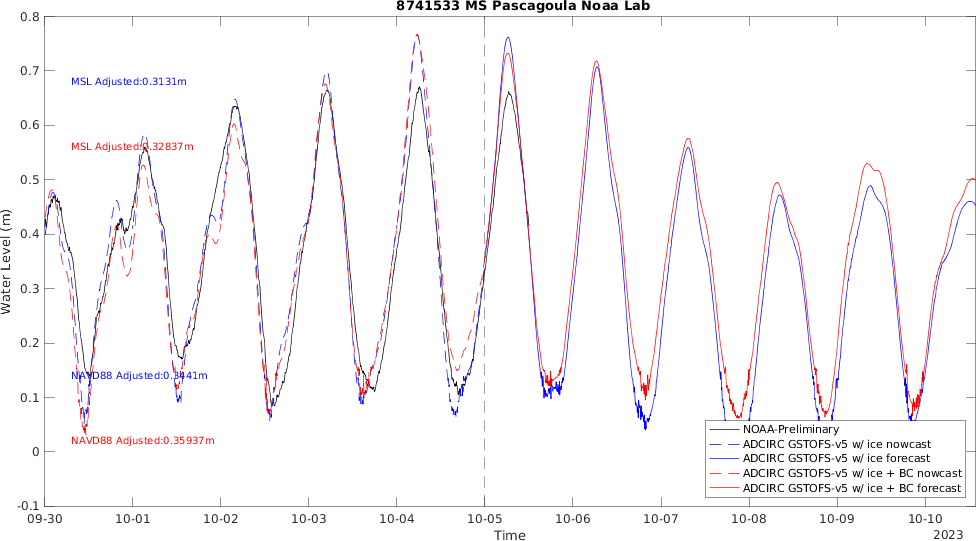 8741533 MS Pascagoula Noaa Lab
0.8
0.7
0.6
0.5
0.4
0.3
0.2
0.1
0
-0.1
Water Level (m)
MSL Adjusted:0.3131m
MSL Adjusted:0.32837m
NAVD88 Adjusted:0.3441m
NAVD88 Adjusted:0.35937m
NOAA-Preliminary
ADCIRC GSTOFS-v5 w/ ice nowcast
ADCIRC GSTOFS-v5 w/ ice forecast
ADCIRC GSTOFS-v5 w/ ice + BC nowcast
ADCIRC GSTOFS-v5 w/ ice + BC forecast
09-30 10-01 10-02 10-03 10-04 10-05 10-06 10-07 10-08 10-09 10-10
Time
2023